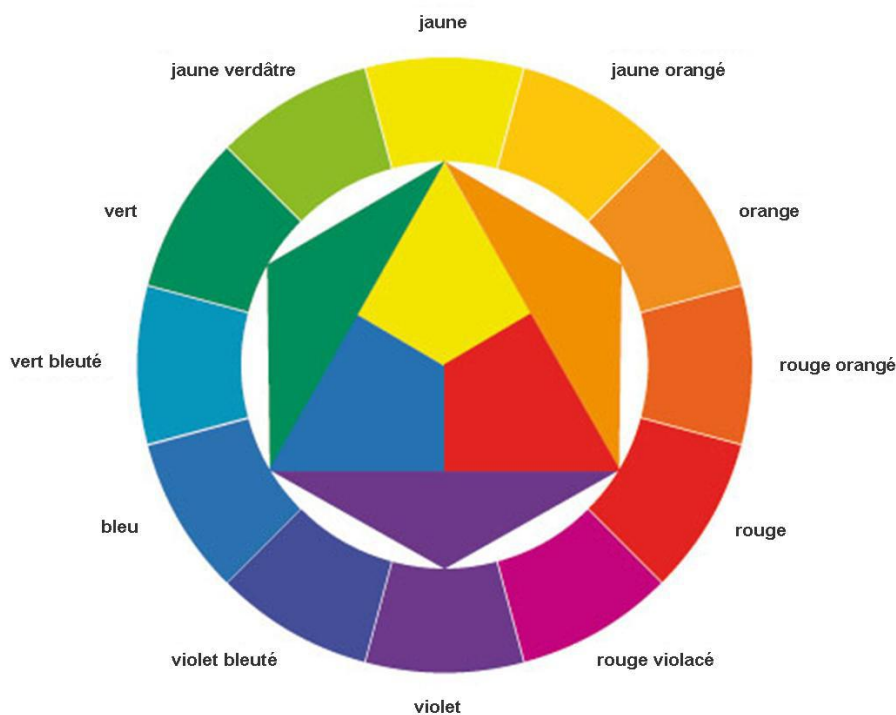 jaune
jaune verdâtre
jaune orangé
vert
orange
vert bleuté
rouge orangé
bleu
rouge
violet bleuté
rouge violacé
violet